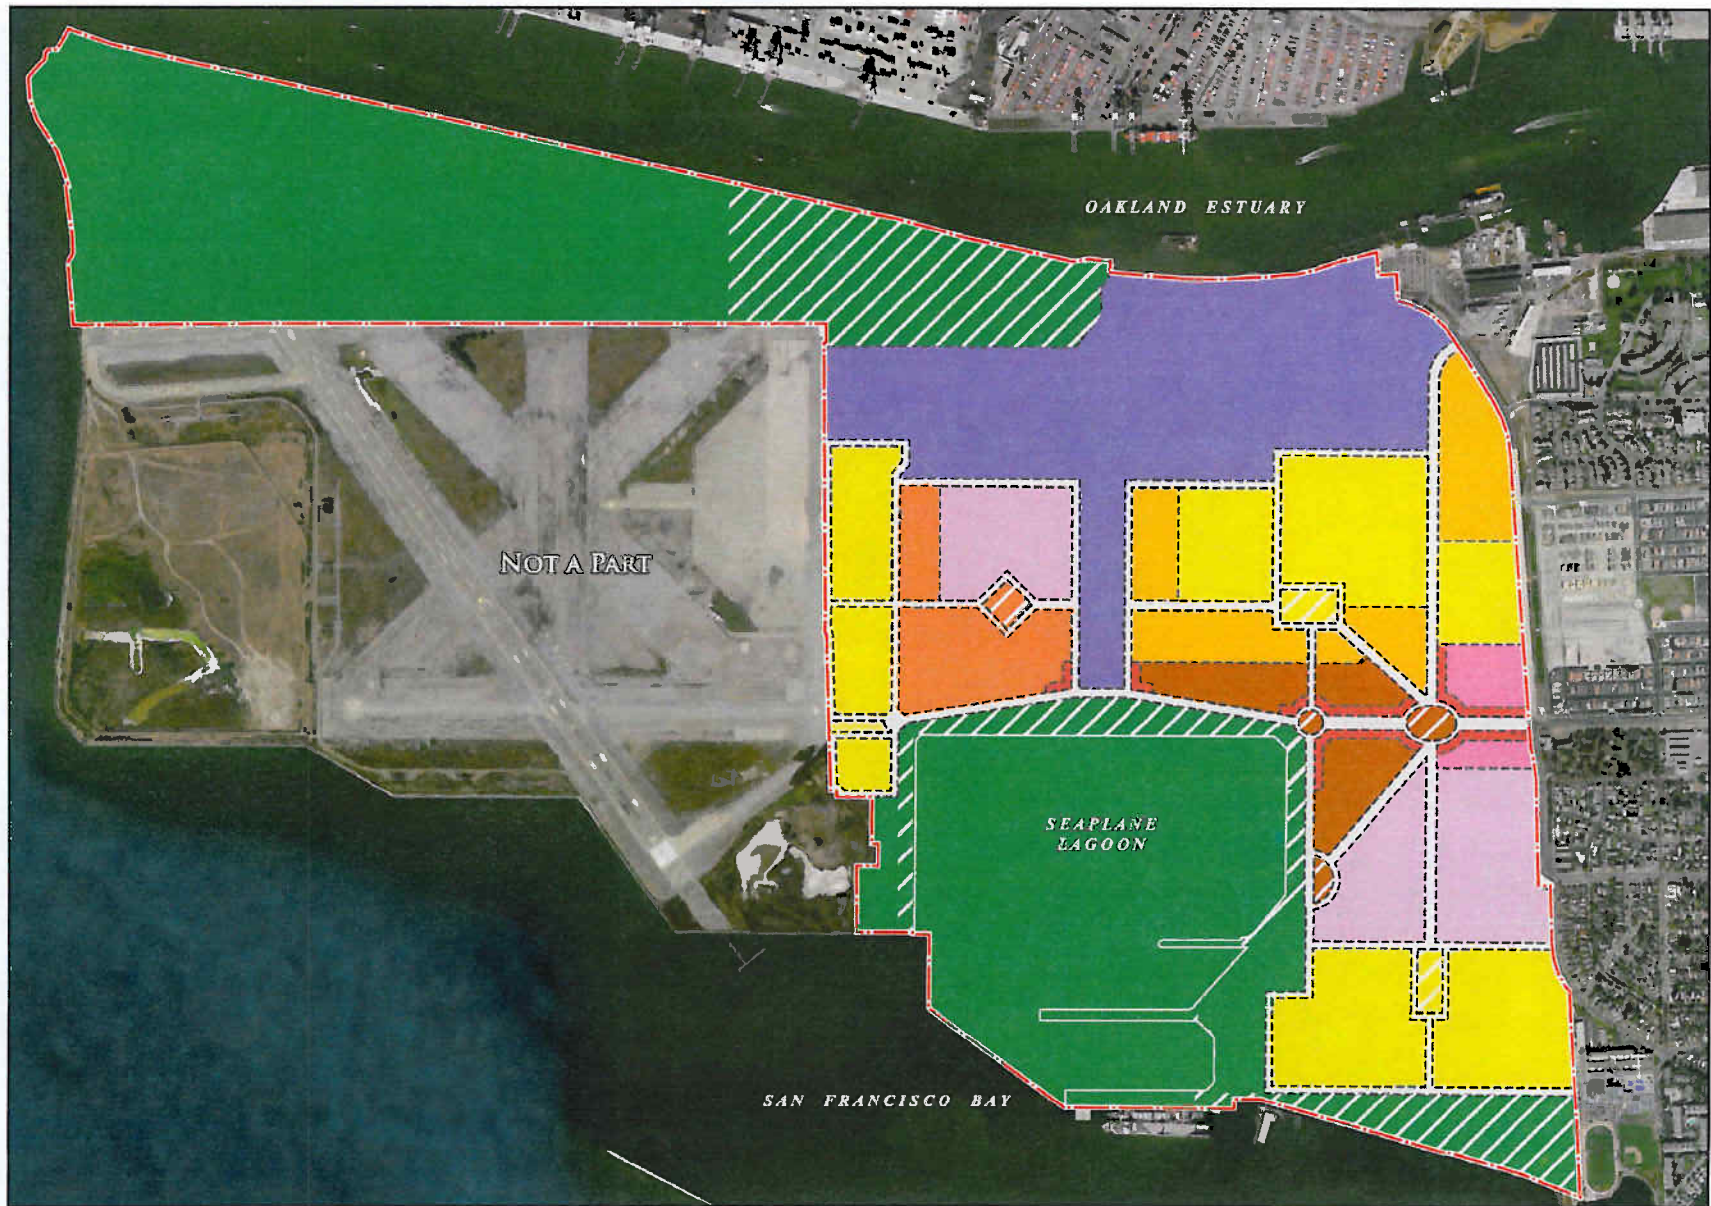 OAKLAND ESTUARY
NOT A PART
SEAPLANE
LAGOON
SAN FRANCISCO BAY